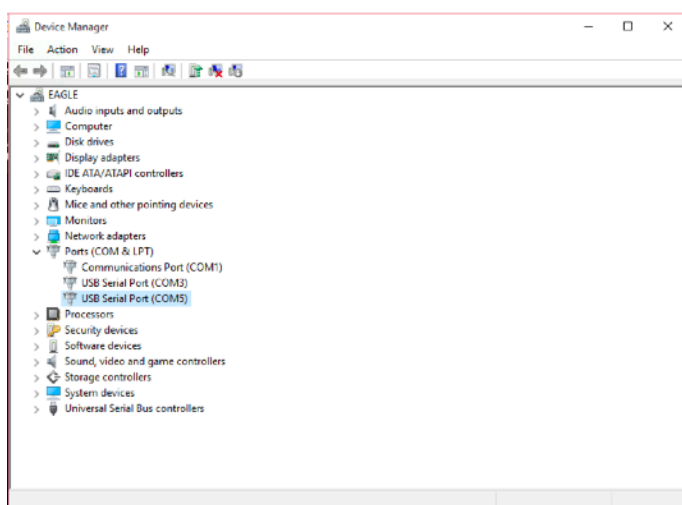 Device Manager
File Action View Help
EAGLE
Audio inputs and outputs
Computer
Disk drives
Display adapters
IDE ATA/ATAPI controllers
Keyboards
Mice and other pointing devices
Monitors
Network adapters
Ports (COM & LPT)
Communications Port (COM1)
USB Serial Port (COM3)
USB Serial Port (COM5)
Processors
Security devices
Software devices
Sound, video and game controllers
Storage controllers
System devices
Universal Serial Bus controllers